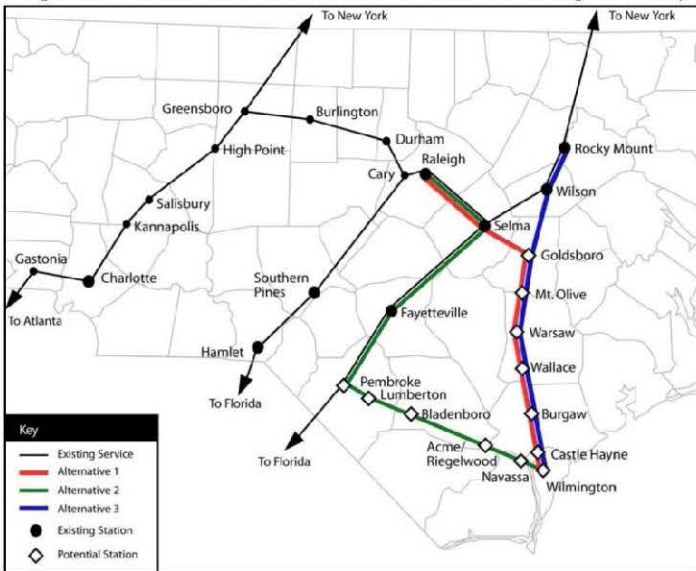 To New York
To New York
Greensboro
Burlington
Durham
High Point
Raleigh
Rocky Mount
Cary
Wilson
Salisbury
Kannapolis
Selma
Goldsboro
Gastonia
Charlotte
Southern
Pines
Mt. Olive
To Atlanta
Fayetteville
Warsaw
Hamlet
Wallace
Pembroke
Lumberton
To Florida
Bladenboro
Burgaw
Key
Existing Service
Alternative 1
Alternative 2
Alternative 3
Existing Station
Potential Station
To Florida
Acme/
Riegelwood
Castle Hayne
Navassa
Wilmington